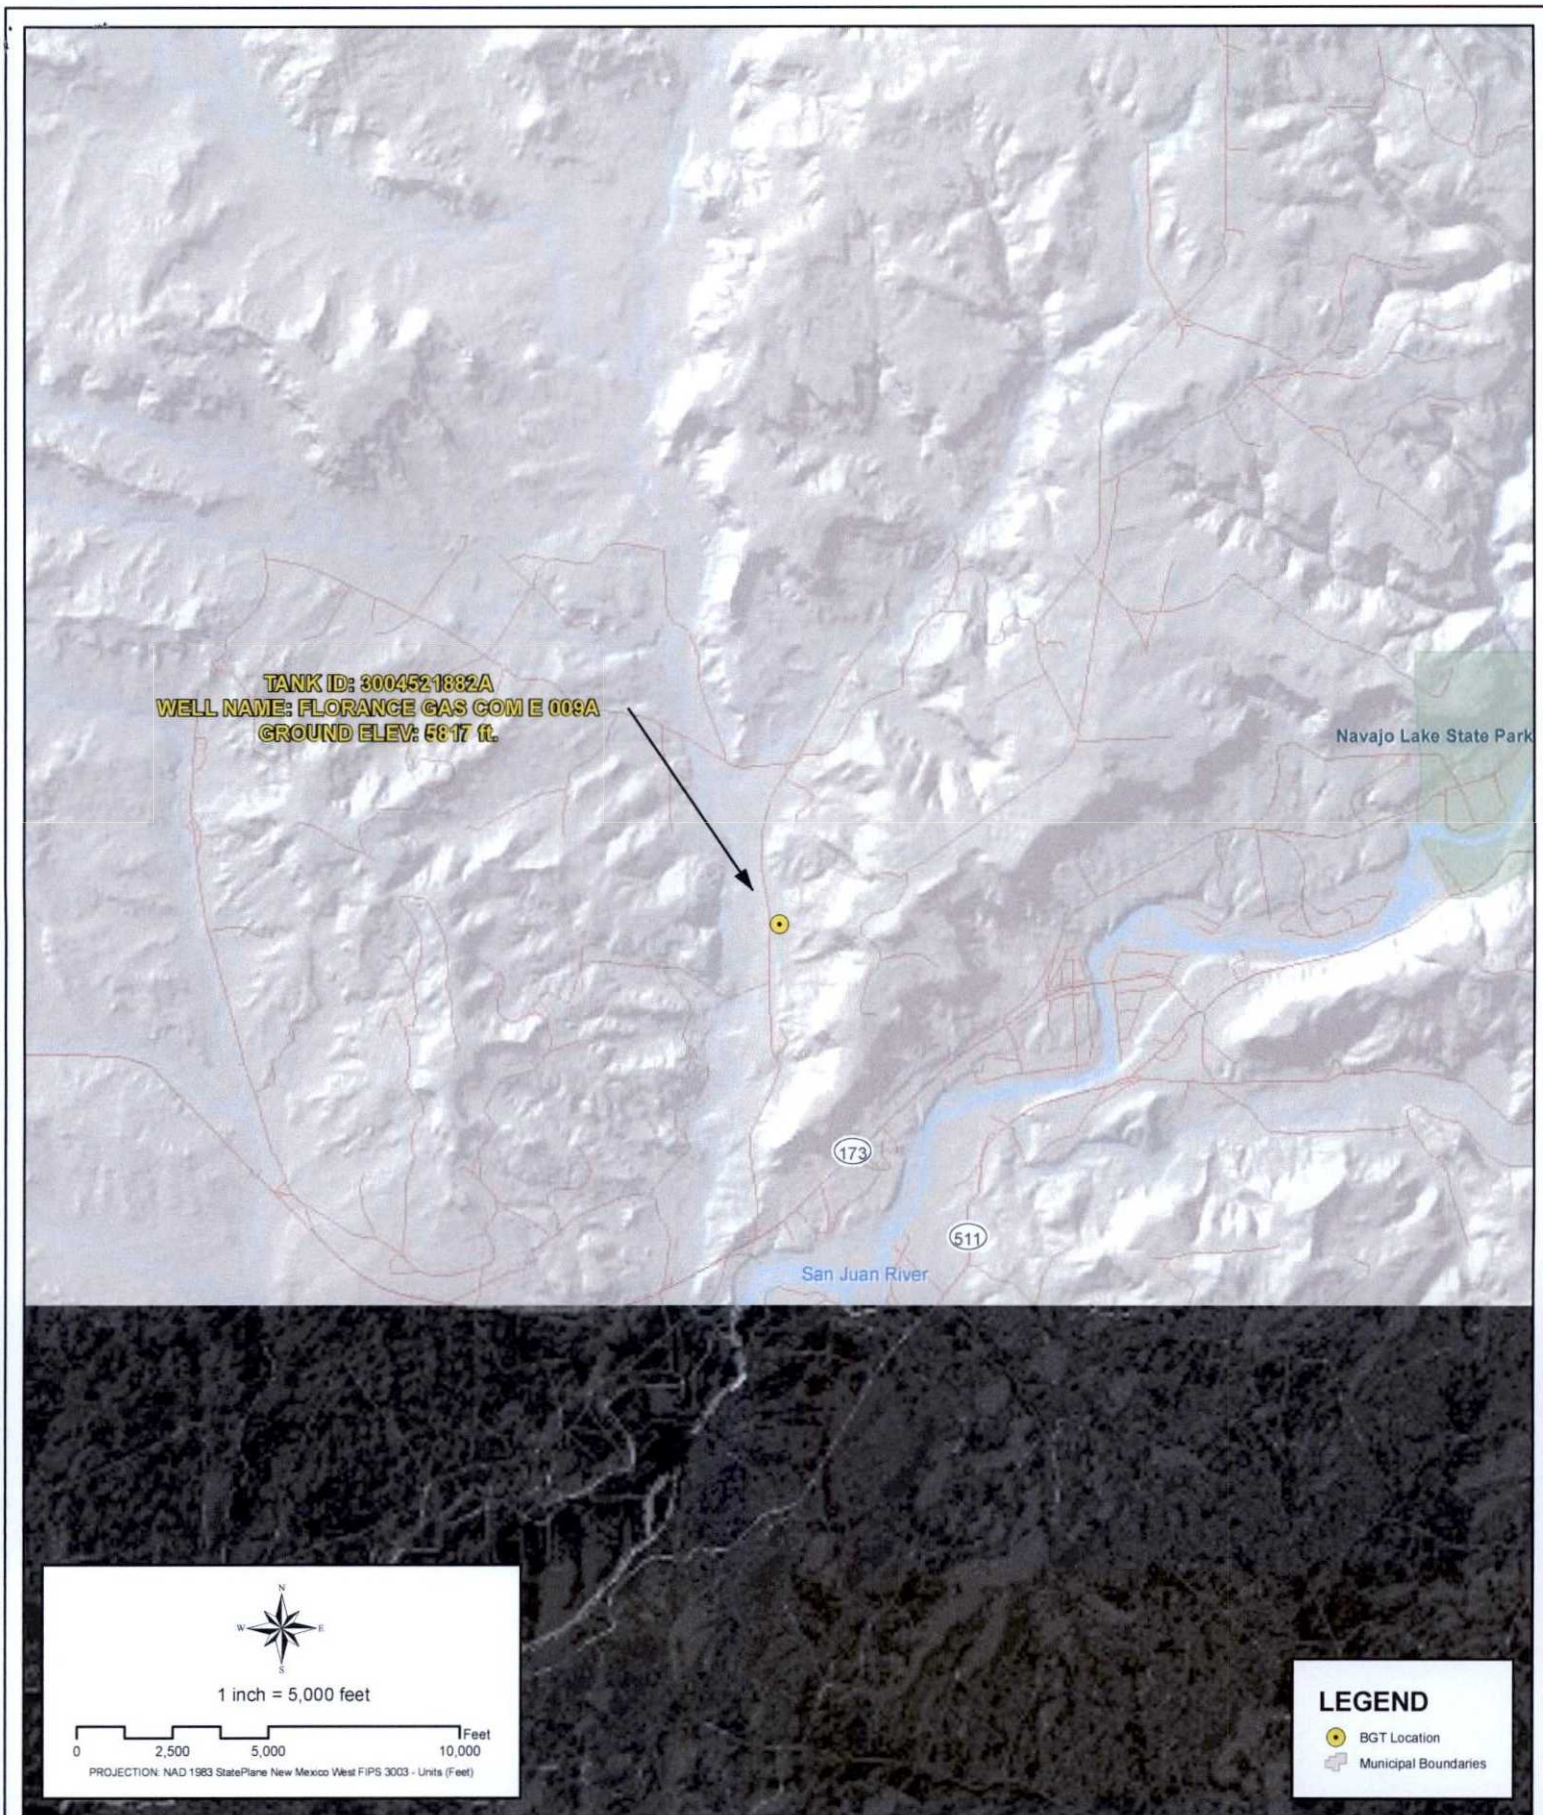 TANK ID: 3004521882A
WELL NAME: FLORANCE GAS COM E 009A
GROUND ELEV: 5817 ft.
Navajo Lake State Park
173
511
San Juan River
N
W E
S
1 inch = 5,000 feet
Feet
0 2,500 5,000 10,000
PROJECTION: NAD 1983 StatePlane New Mexico West FIPS 3003 - Units (Feet)
LEGEND
BGT Location
Municipal Boundaries